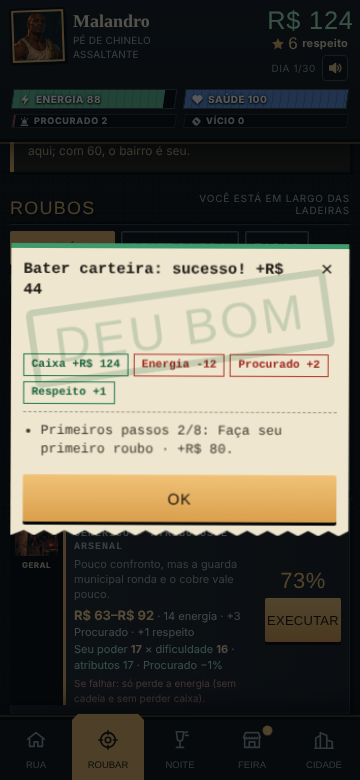 Malandro
PÉ DE CHINELO
ASSALTANTE
R$ 124
6 respeito
DIA 1/30
ENERGIA 88
SAÚDE 100
PROCURADO 2
VÍCIO 0
aqui; com 60, o bairro é seu.
ROUBOS
VOCÊ ESTÁ EM LARGO DAS
LADEIRAS
Bater carteira: sucesso! +R$
44
×
DEU BOM
Caixa +R$ 124
Energia -12
Procurado +2
Respeito +1
• Primeiros passos 2/8: Faça seu
primeiro roubo · +R$ 80.
OK
ARSENAL
GERAL
Pouco confronto, mas a guarda
municipal ronda e o cobre vale
pouco.
R$ 63–R$ 92 · 14 energia · +3
Procurado · +1 respeito
Seu poder 17 × dificuldade 16 ·
atributos 17 · Procurado −1%
Se falhar: só perde a energia (sem
cadeia e sem perder caixa).
73%
EXECUTAR
RUA
ROUBAR
NOITE
FEIRA
CIDADE